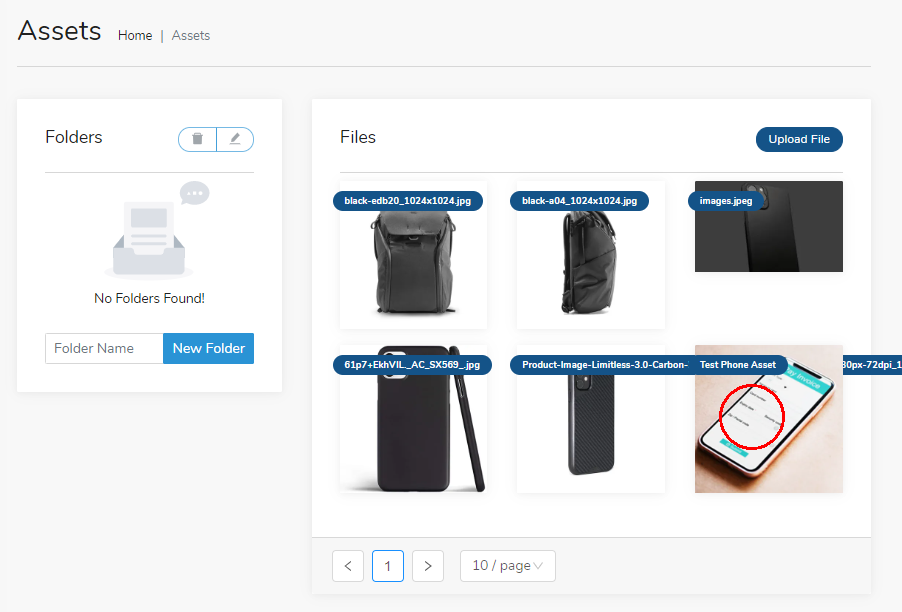 Assets Home | Assets
Folders
No Folders Found!
Folder Name New Folder
Files Upload File
black-edb20_1024x1024.jpg black-a04_1024x1024.jpg images.jpeg
61p7+EkhVIL._AC_SX569_.jpg Product-Image-Limitless-3.0-Carbon- Test Phone Asset 30px-72dpi_1
Invoice
< 1 > 10 / page